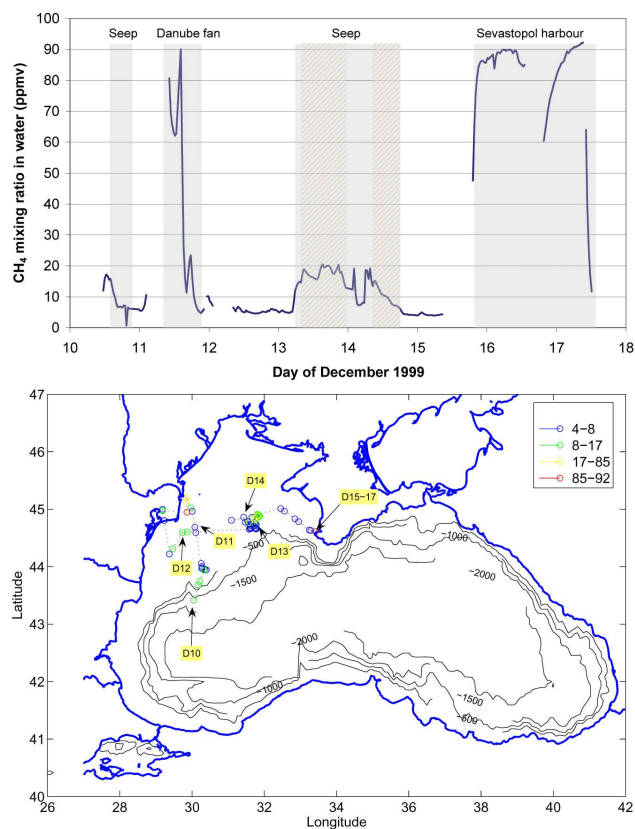 Seep Danube fan Seep Sevastopol harbour
100
90
80
70
60
50
40
30
20
10
0
CH4 mixing ratio in water (ppmv)
10 11 12 13 14 15 16 17 18
Day of December 1999
47
46
45
44
43
42
41
40
Latitude
4−8
8−17
17−85
85−92
D14
D15−17
D11
D13
D12
D10
−500
−1500
−1000
−2000
−2000
−1000
−1500
−500
26 28 30 32 34 36 38 40 42
Longitude